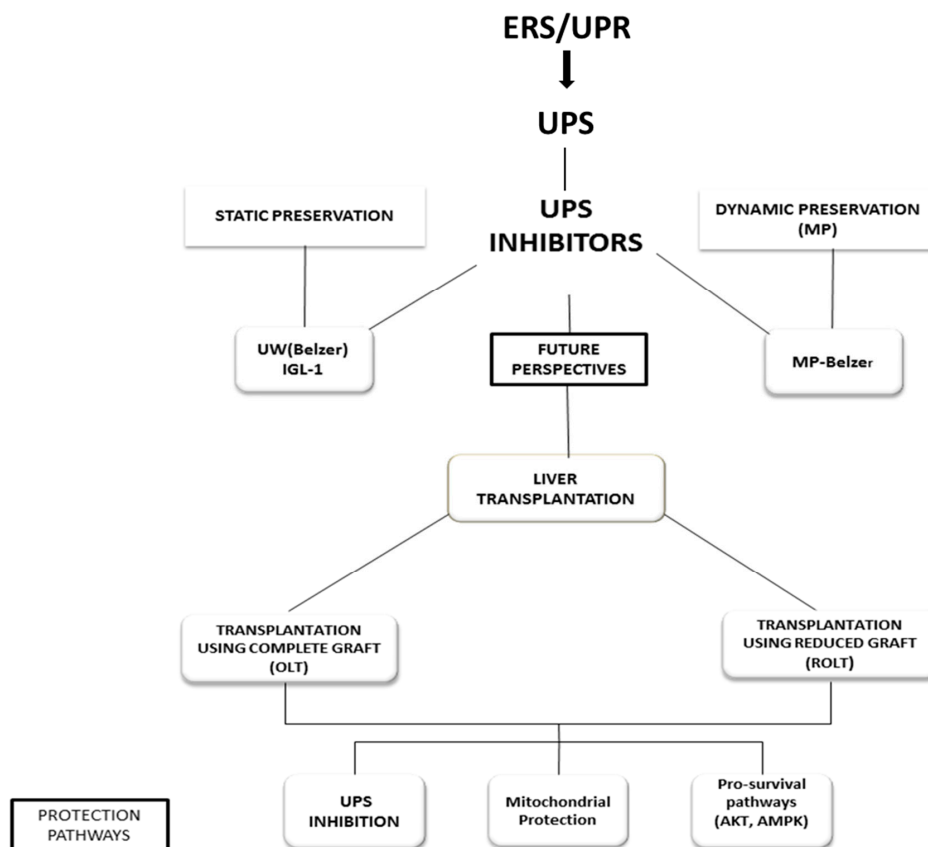 ERS/UPR
UPS
STATIC PRESERVATION
UPS
INHIBITORS
DYNAMIC PRESERVATION
(MP)
UW(Belzer)
IGL-1
FUTURE
PERSPECTIVES
MP-Belzer
LIVER
TRANSPLANTATION
TRANSPLANTATION
USING COMPLETE GRAFT
(OLT)
TRANSPLANTATION
USING REDUCED GRAFT
(ROLT)
UPS
INHIBITION
Mitochondrial
Protection
Pro-survival
pathways
(AKT, AMPK)
PROTECTION
PATHWAYS